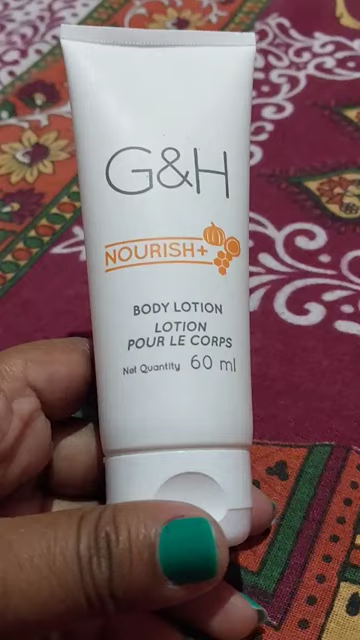 G&H
NOURISH+
BODY LOTION
LOTION
POUR LE CORPS
Net Quantity 60 ml